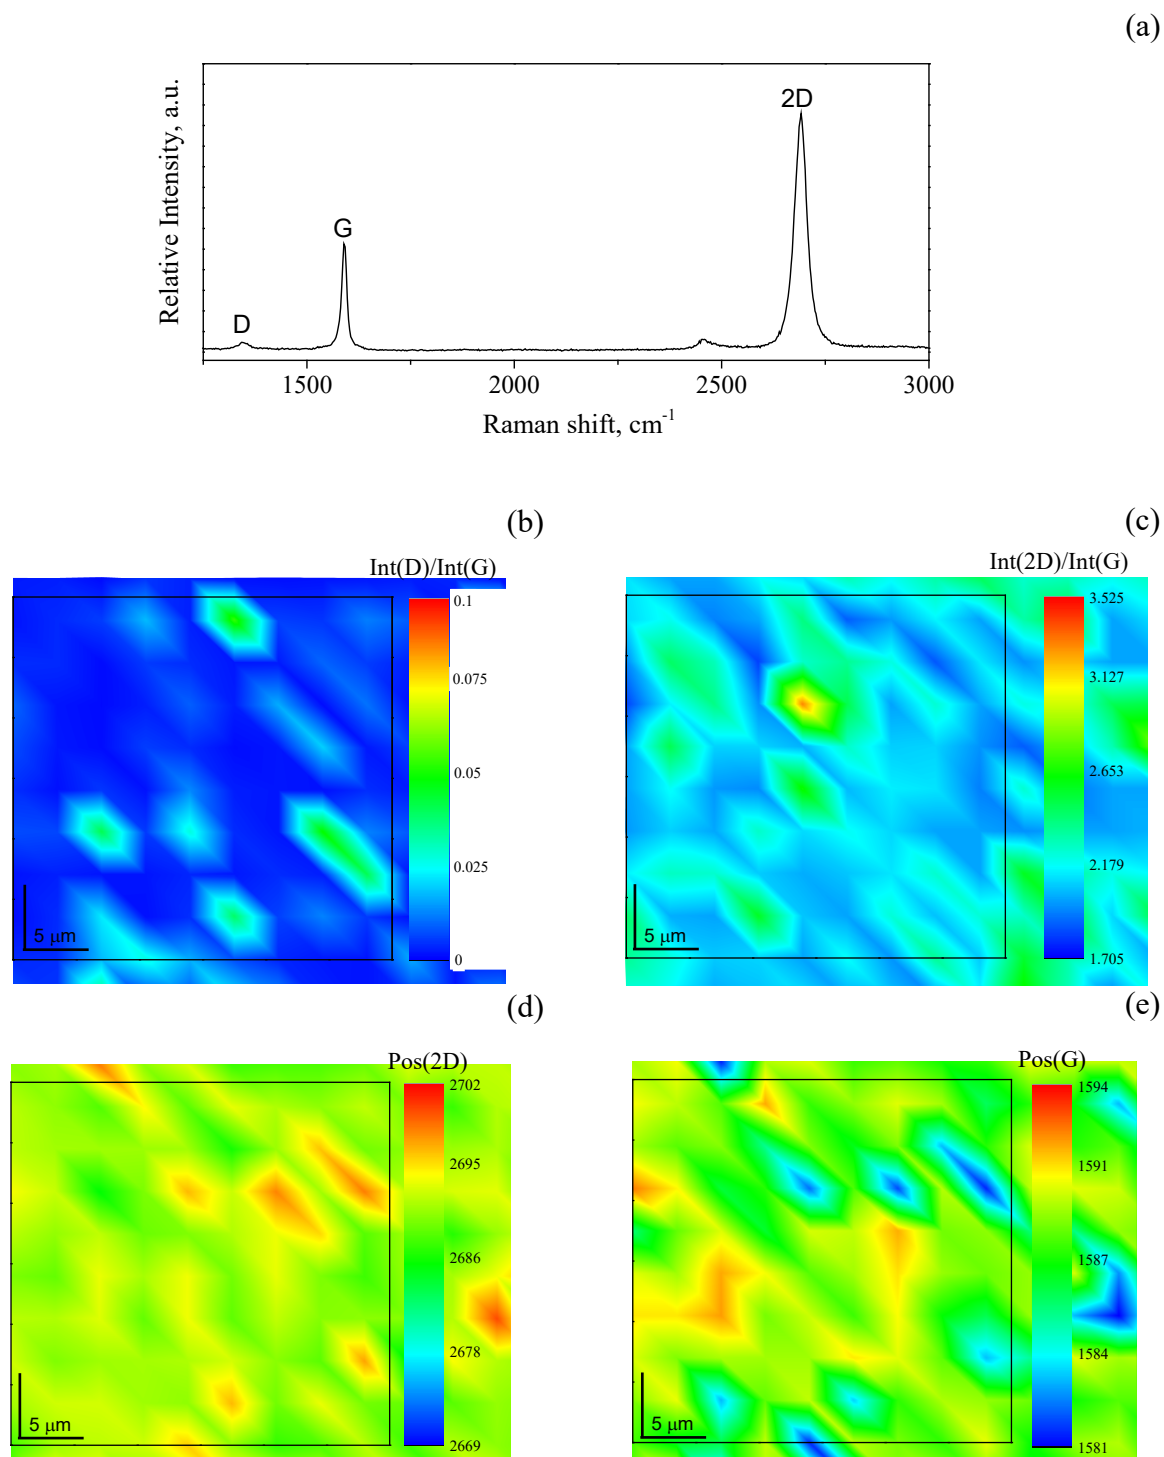 (a)
Relative Intensity, a.u.
D
G
2D
1500 2000 2500 3000
Raman shift, cm-1
(b)
Int(D)/Int(G)
0.1
0.075
0.05
0.025
0
5 μm
(c)
Int(2D)/Int(G)
3.525
3.127
2.653
2.179
1.705
5 μm
(d)
Pos(2D)
2702
2695
2686
2678
2669
5 μm
(e)
Pos(G)
1594
1591
1587
1584
1581
5 μm